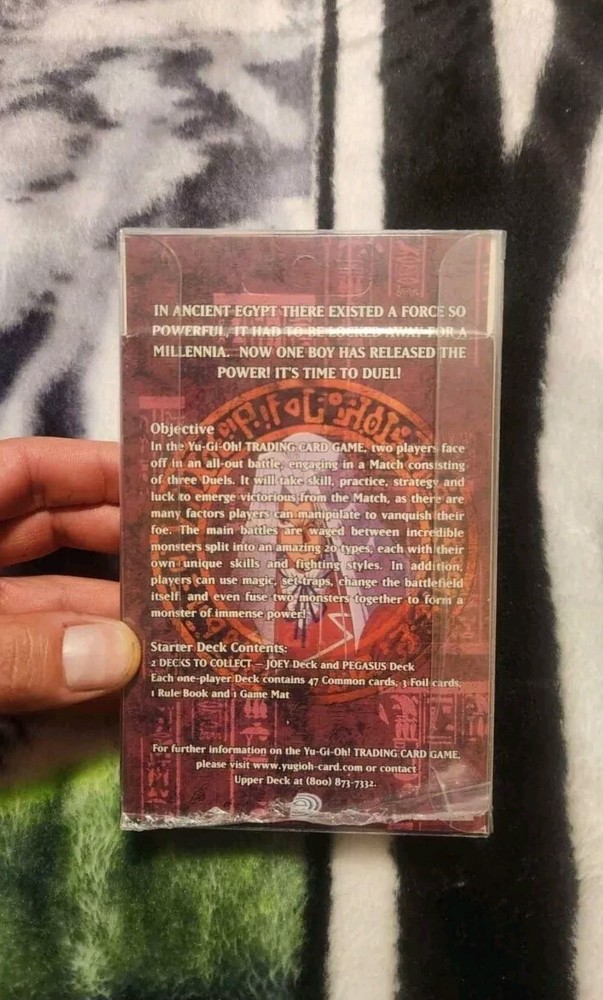 IN ANCIENT EGYPT THERE EXISTED A FORCE SO
POWERFUL, IT HAD TO BE LOCKED AWAY FOR A
MILLENNIA. NOW ONE BOY HAS RELEASED THE
POWER! IT'S TIME TO DUEL!
Objective
In the Yu-Gi-Oh! TRADING CARD GAME, two players face
off in an all-out battle, engaging in a Match consisting
of three Duels. It will take skill, practice, strategy and
luck to emerge victorious from the Match, as there are
many factors players can manipulate to vanquish their
foe. The main battles are waged between incredible
monsters split into an amazing 20 types, each with their
own unique skills and fighting styles. In addition,
players can use magic, set traps, change the battlefield
itself and even fuse two monsters together to form a
monster of immense power!
Starter Deck Contents:
2 DECKS TO COLLECT – JOEY Deck and PEGASUS Deck
Each one-player Deck contains 47 Common cards, 3 Foil cards,
1 Rule Book and 1 Game Mat
For further information on the Yu-Gi-Oh! TRADING CARD GAME,
please visit www.yugioh-card.com or contact
Upper Deck at (800) 873-7332.